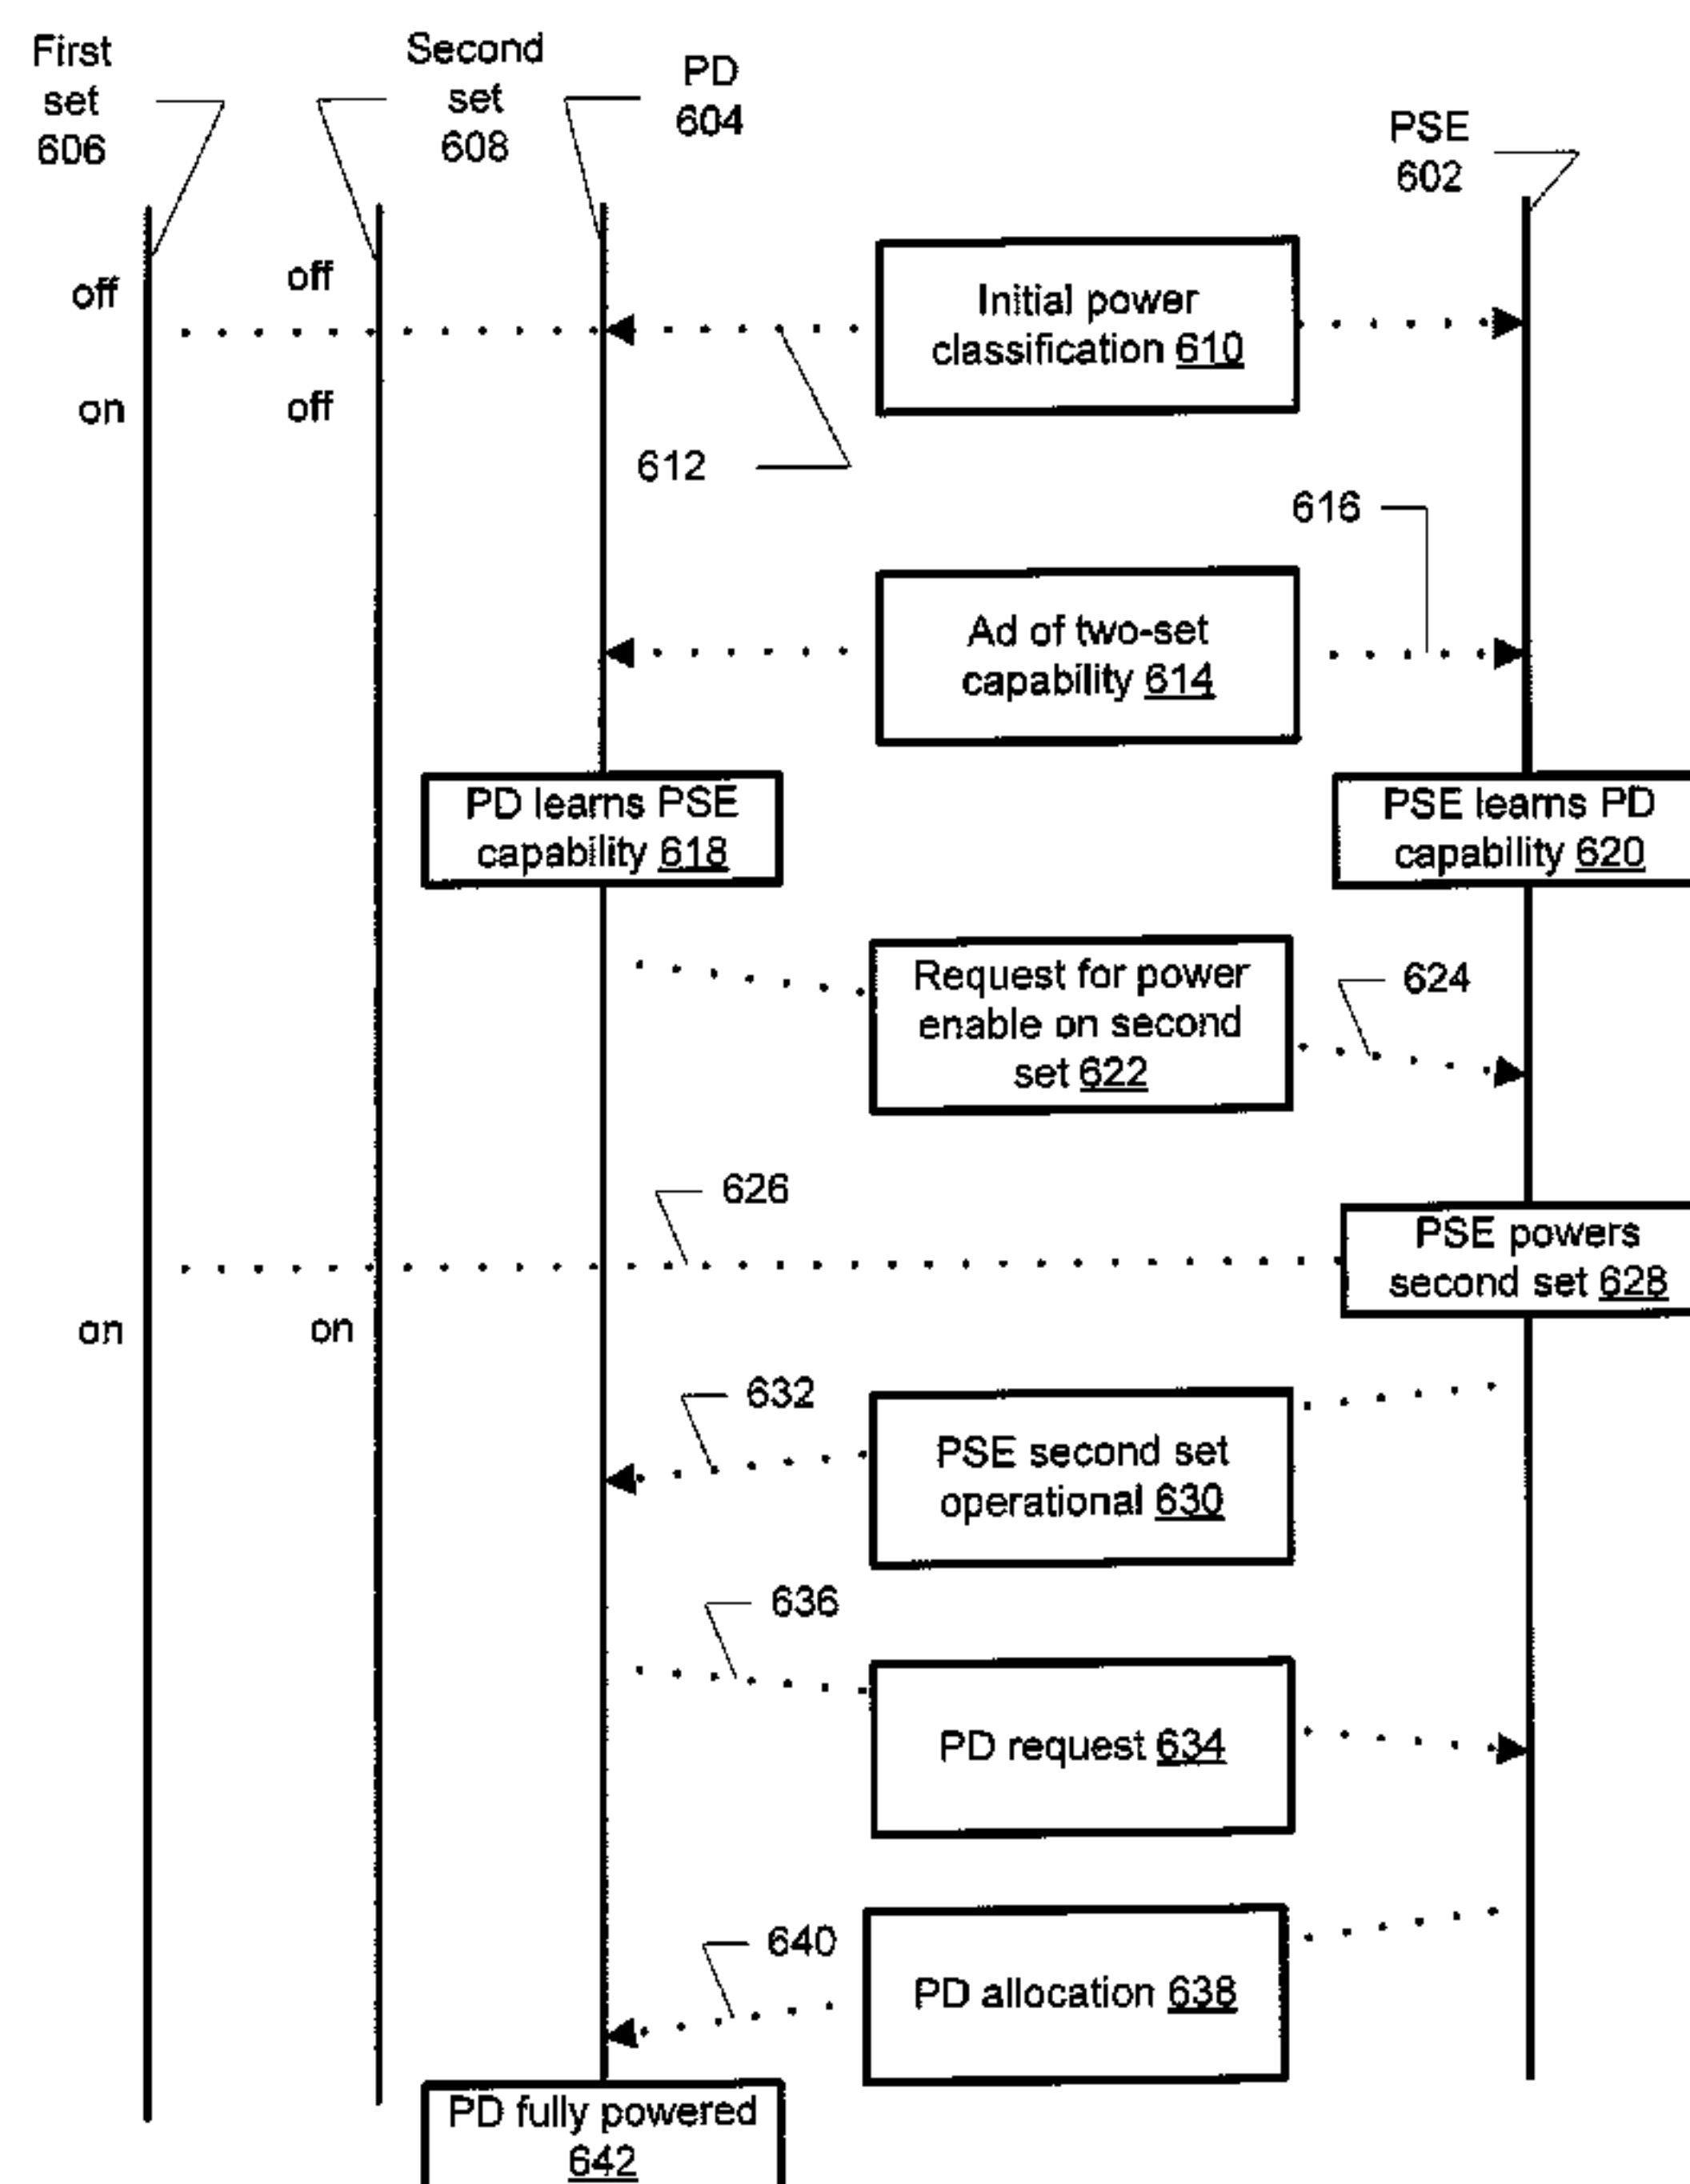 First
set
606
Second
set
608
PD
604
PSE
602
off
off
Initial power
classification 610
on
off
612
616
Ad of two-set
capability 614
PD learns PSE
capability 618
PSE learns PD
capability 620
Request for power
enable on second
set 622
624
626
PSE powers
second set 628
on
on
632
PSE second set
operational 630
636
PD request 634
640
PD allocation 638
PD fully powered
642